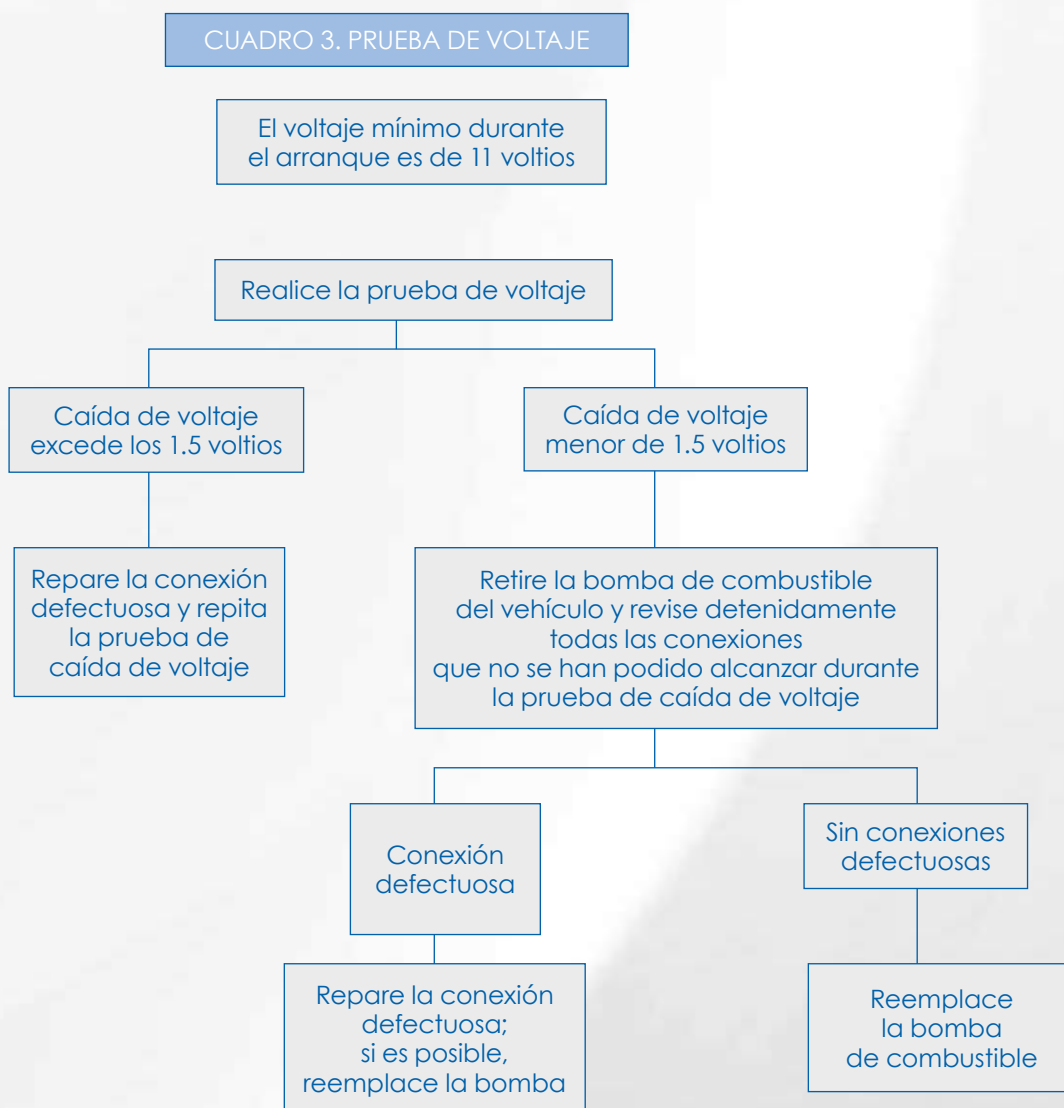 CUADRO 3. PRUEBA DE VOLTAJE
El voltaje mínimo durante
el arranque es de 11 voltios
Realice la prueba de voltaje
Caída de voltaje
excede los 1.5 voltios
Caída de voltaje
menor de 1.5 voltios
Repare la conexión
defectuosa y repita
la prueba de
caída de voltaje
Retire la bomba de combustible
del vehículo y revise detenidamente
todas las conexiones
que no se han podido alcanzar durante
la prueba de caída de voltaje
Conexión
defectuosa
Sin conexiones
defectuosas
Repare la conexión
defectuosa;
si es posible,
reemplace la bomba
Reemplace
la bomba
de combustible